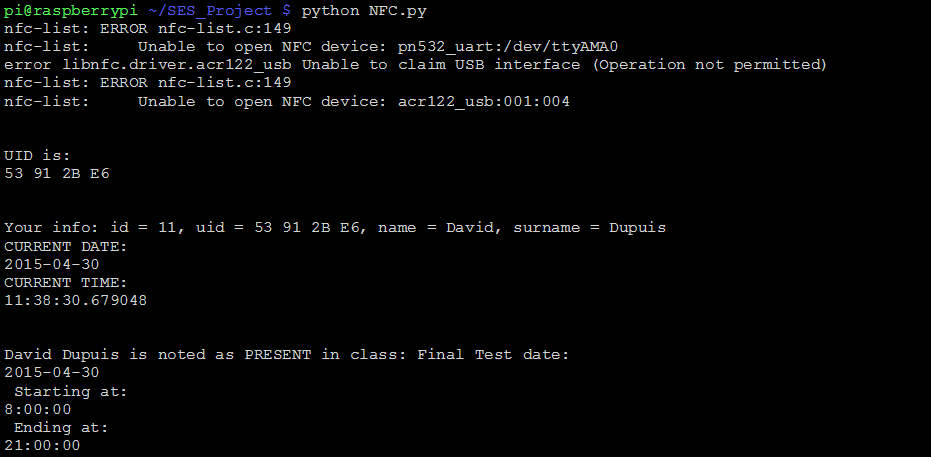 pi@raspberrypi ~/SES_Project $ python NFC.py
nfc-list: ERROR nfc-list.c:149
nfc-list:     Unable to open NFC device: pn532_uart:/dev/ttyAMA0
error libnfc.driver.acr122_usb Unable to claim USB interface (Operation not permitted)
nfc-list: ERROR nfc-list.c:149
nfc-list:     Unable to open NFC device: acr122_usb:001:004
UID is:
53 91 2B E6
Your info: id = 11, uid = 53 91 2B E6, name = David, surname = Dupuis
CURRENT DATE:
2015-04-30
CURRENT TIME:
11:38:30.679048
David Dupuis is noted as PRESENT in class: Final Test date:
2015-04-30
 Starting at:
8:00:00
 Ending at:
21:00:00